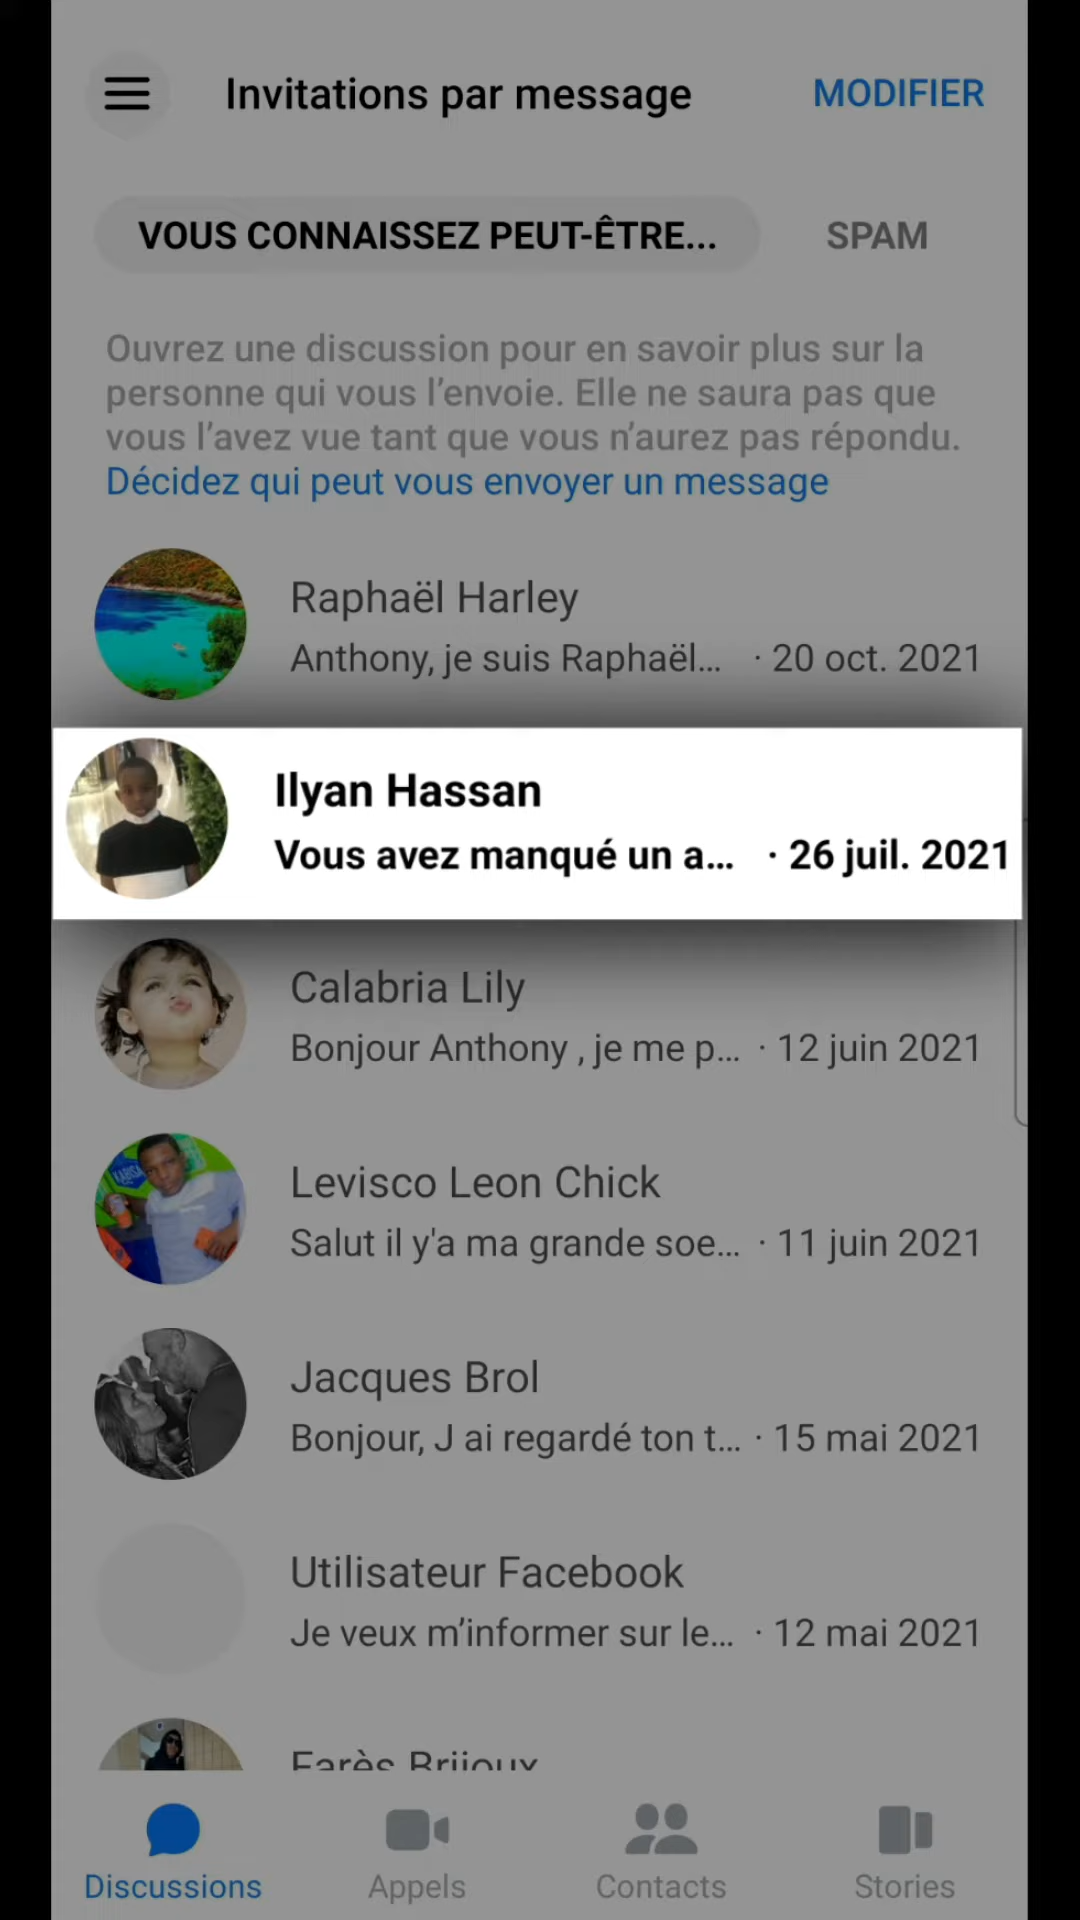 Invitations par message
MODIFIER
VOUS CONNAISSEZ PEUT-ÊTRE...
SPAM
Ouvrez une discussion pour en savoir plus sur la
personne qui vous l’envoie. Elle ne saura pas que
vous l’avez vue tant que vous n’aurez pas répondu.
Décidez qui peut vous envoyer un message
Raphaël Harley
Anthony, je suis Raphaël... · 20 oct. 2021
Ilyan Hassan
Vous avez manqué un a... · 26 juil. 2021
Calabria Lily
Bonjour Anthony , je me p... · 12 juin 2021
Levisco Leon Chick
Salut il y'a ma grande soe... · 11 juin 2021
Jacques Brol
Bonjour, J ai regardé ton t... · 15 mai 2021
Utilisateur Facebook
Je veux m’informer sur le... · 12 mai 2021
Farès Brijoux
Discussions
Appels
Contacts
Stories